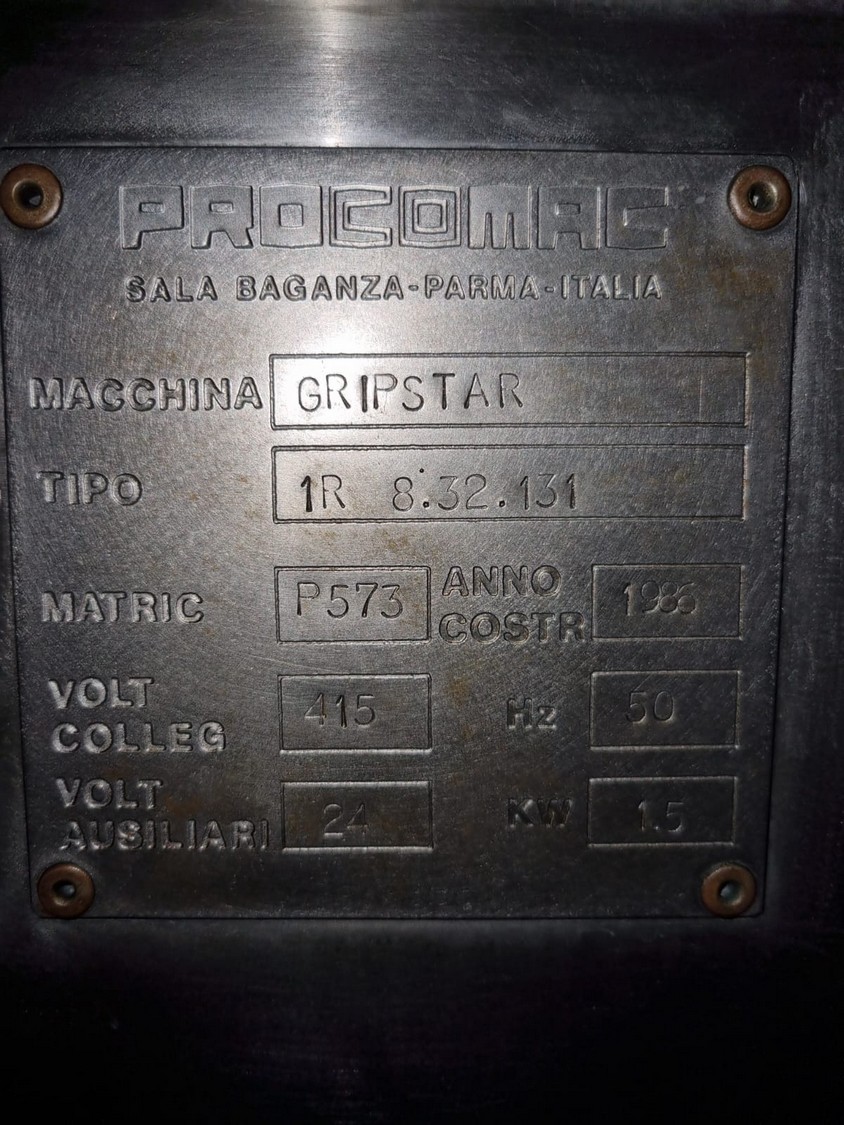 PROCOMAC
SALA BAGANZA-PARMA-ITALIA
MACCHINA GRIPSTAR
TIPO 1R 8.32.131
MATRIC P573 ANNO COSTR 1986
VOLT COLLEG 415 Hz 50
VOLT AUSILIARI 24 KW 1.5